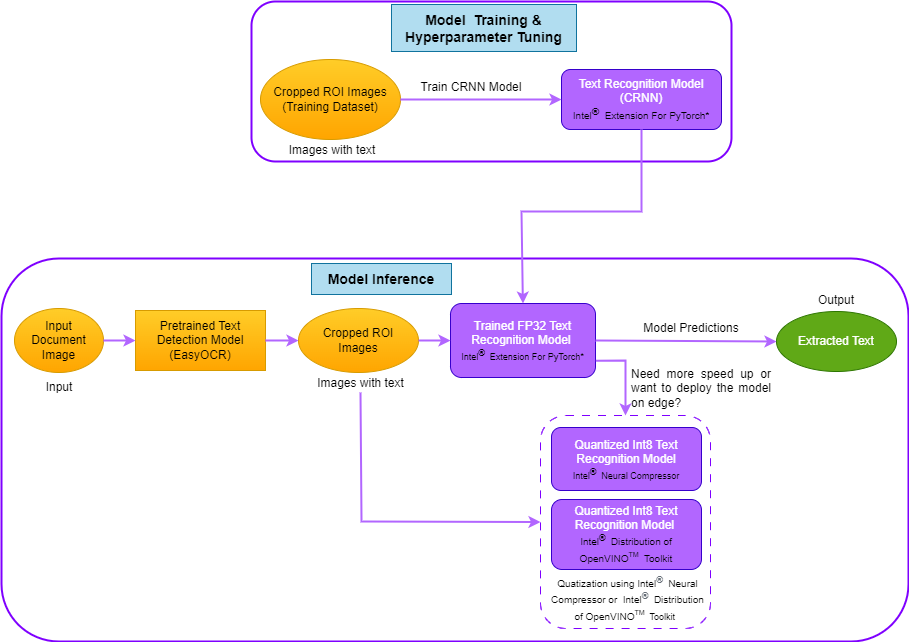 Model Training &
Hyperparameter Tuning
Cropped ROI Images
(Training Dataset)
Images with text
Train CRNN Model
Text Recognition Model
(CRNN)
Intel® Extension For PyTorch*
Model Inference
Input
Document
Image
Input
Pretrained Text
Detection Model
(EasyOCR)
Cropped ROI
Images
Images with text
Trained FP32 Text
Recognition Model
Intel® Extension For PyTorch*
Model Predictions
Output
Extracted Text
Need more speed up or
want to deploy the model
on edge?
Quantized Int8 Text
Recognition Model
Intel® Neural Compressor
Quantized Int8 Text
Recognition Model
Intel® Distribution of
OpenVINO™ Toolkit
Quatization using Intel® Neural
Compressor or Intel® Distribution
of OpenVINO™ Toolkit